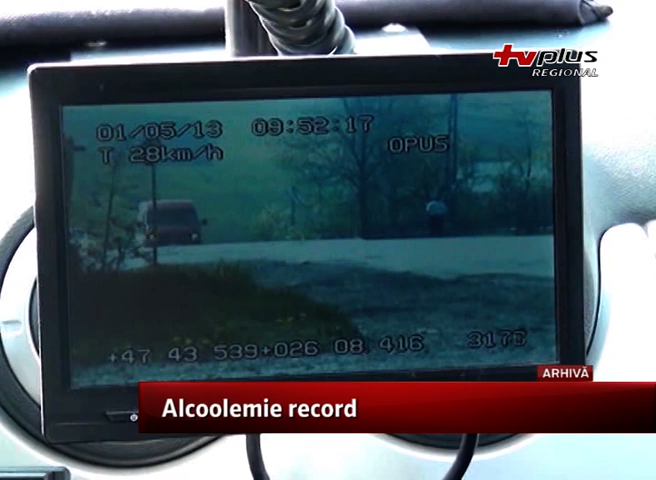 tvplus
REGIONAL
01/05/13 09:52:17
T 28km/h OPUS
+47 43 539+026 08 416 317D
ARHIVĂ
Alcoolemie record